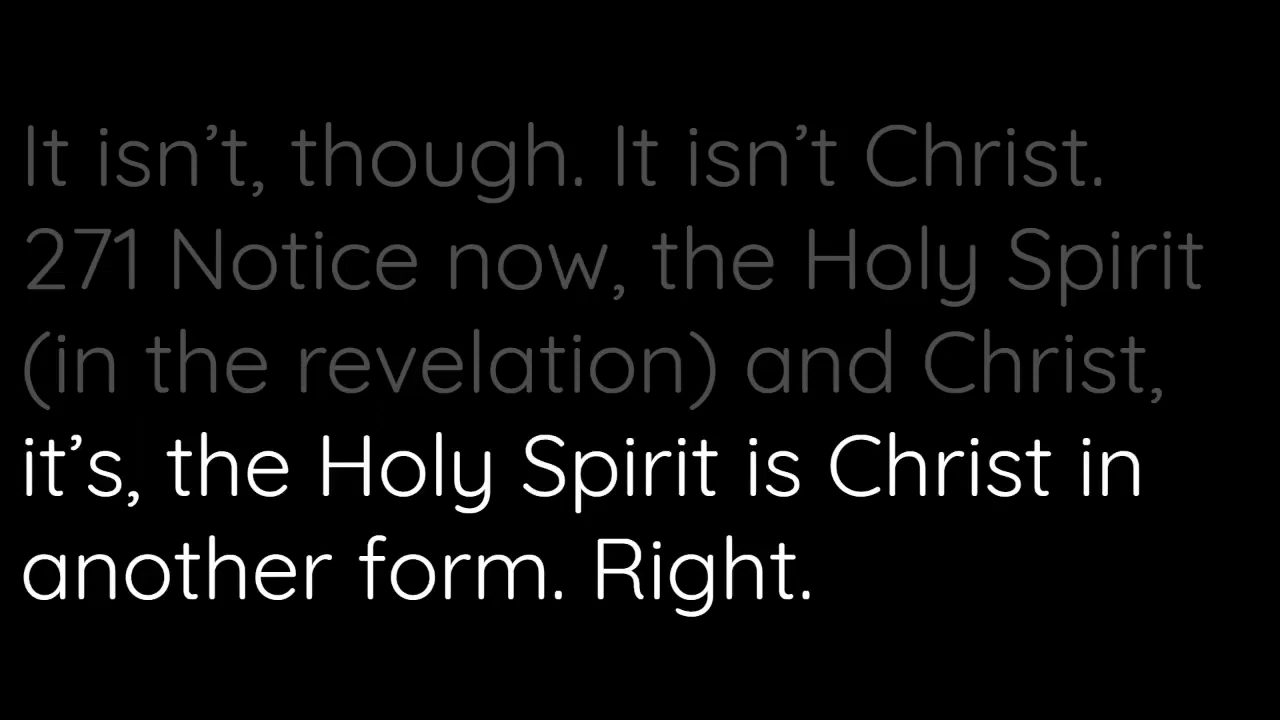 It isn’t, though. It isn’t Christ.
271 Notice now, the Holy Spirit
(in the revelation) and Christ,
it’s, the Holy Spirit is Christ in
another form. Right.